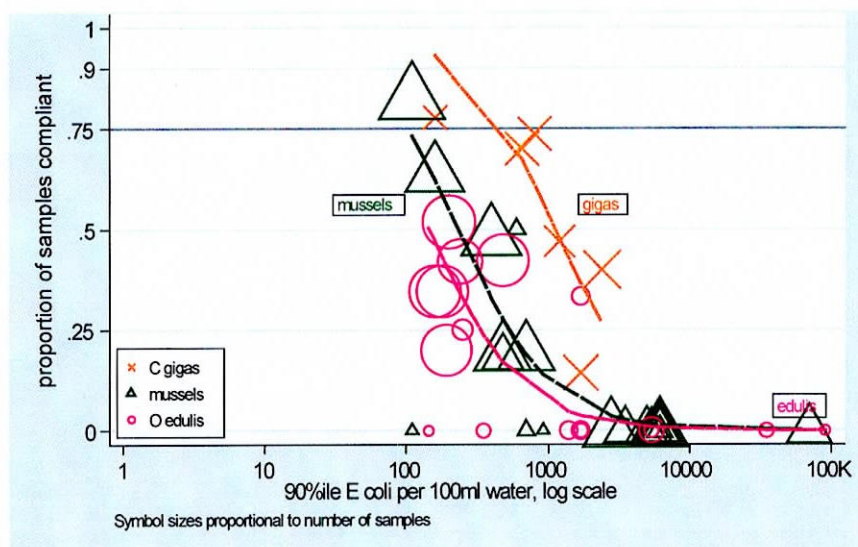 1
.9
.75
.5
.25
0
proportion of samples compliant
mussels
gigas
edulis
C gigas
mussels
O edulis
1
10
100
1000
10000
100K
90%ile E coli per 100ml water, log scale
Symbol sizes proportional to number of samples